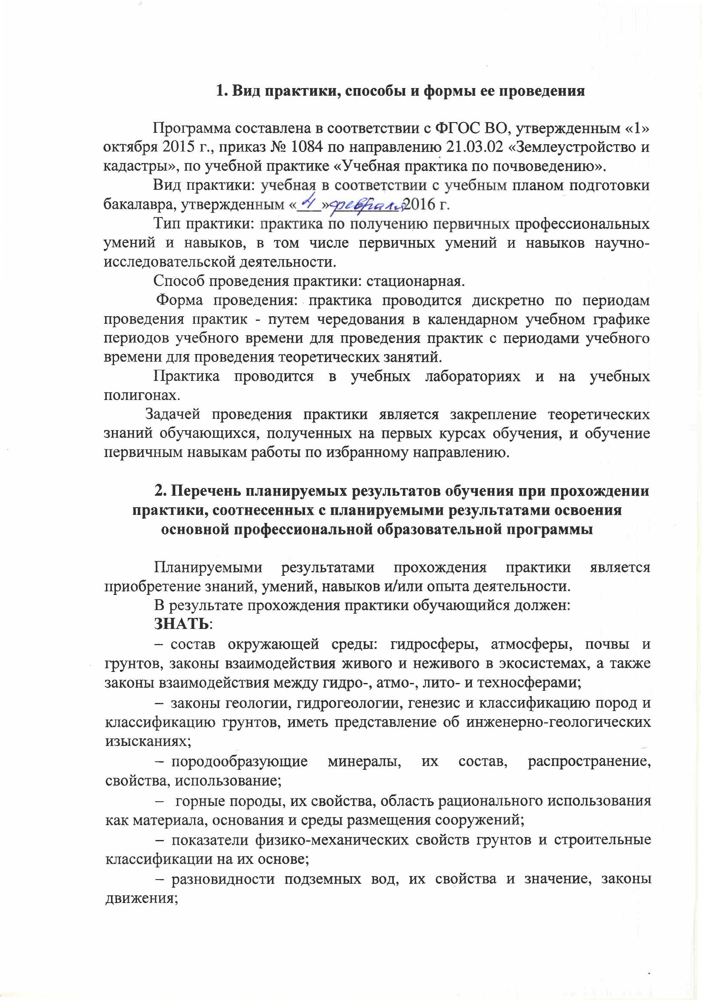 1. Вид практики, способы и формы ее проведения
Программа составлена в соответствии с ФГОС ВО, утвержденным «1»
октября 2015 г., приказ № 1084 по направлению 21.03.02 «Землеустройство и
кадастры», по учебной практике «Учебная практика по почвоведению».
Вид практики: учебная в соответствии с учебным планом подготовки
бакалавра, утвержденным «__» февраля 2016 г.
Тип практики: практика по получению первичных профессиональных
умений и навыков, в том числе первичных умений и навыков научно-
исследовательской деятельности.
Способ проведения практики: стационарная.
Форма проведения: практика проводится дискретно по периодам
проведения практик - путем чередования в календарном учебном графике
периодов учебного времени для проведения практик с периодами учебного
времени для проведения теоретических занятий.
Практика проводится в учебных лабораториях и на учебных
полигонах.
Задачей проведения практики является закрепление теоретических
знаний обучающихся, полученных на первых курсах обучения, и обучение
первичным навыкам работы по избранному направлению.
2. Перечень планируемых результатов обучения при прохождении
практики, соотнесенных с планируемыми результатами освоения
основной профессиональной образовательной программы
Планируемыми результатами прохождения практики является
приобретение знаний, умений, навыков и/или опыта деятельности.
В результате прохождения практики обучающийся должен:
ЗНАТЬ:
– состав окружающей среды: гидросферы, атмосферы, почвы и
грунтов, законы взаимодействия живого и неживого в экосистемах, а также
законы взаимодействия между гидро-, атмо-, лито- и техносферами;
– законы геологии, гидрогеологии, генезис и классификацию пород и
классификацию грунтов, иметь представление об инженерно-геологических
изысканиях;
– породообразующие минералы, их состав, распространение,
свойства, использование;
– горные породы, их свойства, область рационального использования
как материала, основания и среды размещения сооружений;
– показатели физико-механических свойств грунтов и строительные
классификации на их основе;
– разновидности подземных вод, их свойства и значение, законы
движения;